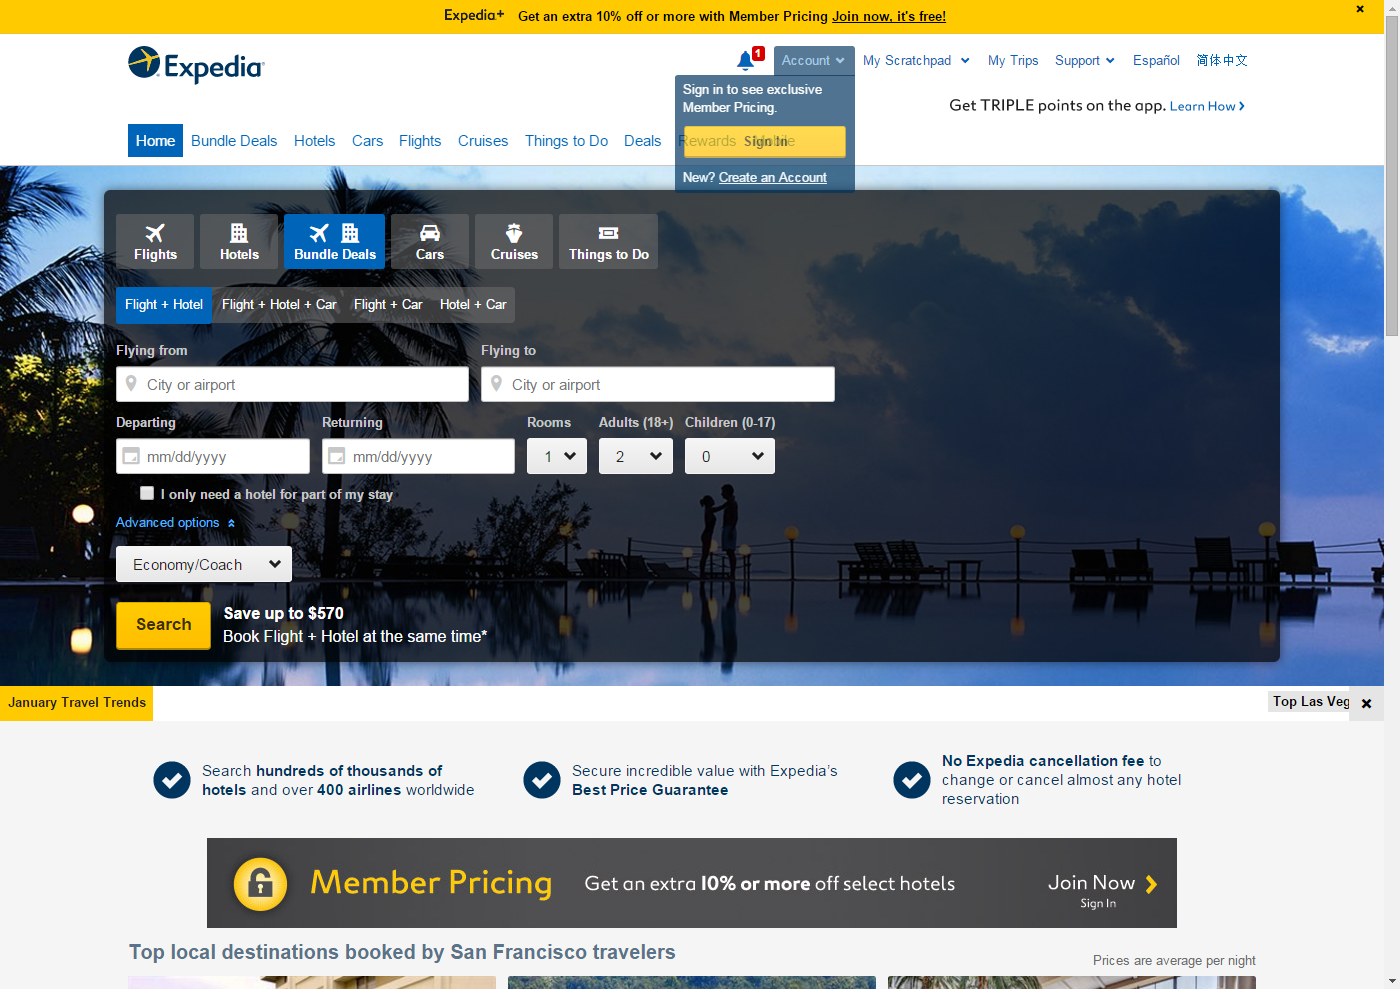 Expedia+ Get an extra 10% off or more with Member Pricing Join now, it's free!
Expedia
1
Account
My Scratchpad
My Trips
Support
Español
简体中文
Sign in to see exclusive
Member Pricing.
Sign In
New? Create an Account
Get TRIPLE points on the app. Learn How
Home
Bundle Deals
Hotels
Cars
Flights
Cruises
Things to Do
Deals
Rewards
Mobile
Flights
Hotels
Bundle Deals
Cars
Cruises
Things to Do
Flight + Hotel
Flight + Hotel + Car
Flight + Car
Hotel + Car
Flying from
Flying to
City or airport
City or airport
Departing
Returning
Rooms
Adults (18+)
Children (0-17)
mm/dd/yyyy
mm/dd/yyyy
1
2
0
I only need a hotel for part of my stay
Advanced options
Economy/Coach
Search
Save up to $570
Book Flight + Hotel at the same time*
January Travel Trends
Top Las Veg
Search hundreds of thousands of
hotels and over 400 airlines worldwide
Secure incredible value with Expedia's
Best Price Guarantee
No Expedia cancellation fee to
change or cancel almost any hotel
reservation
Member Pricing
Get an extra 10% or more off select hotels
Join Now
Sign In
Top local destinations booked by San Francisco travelers
Prices are average per night